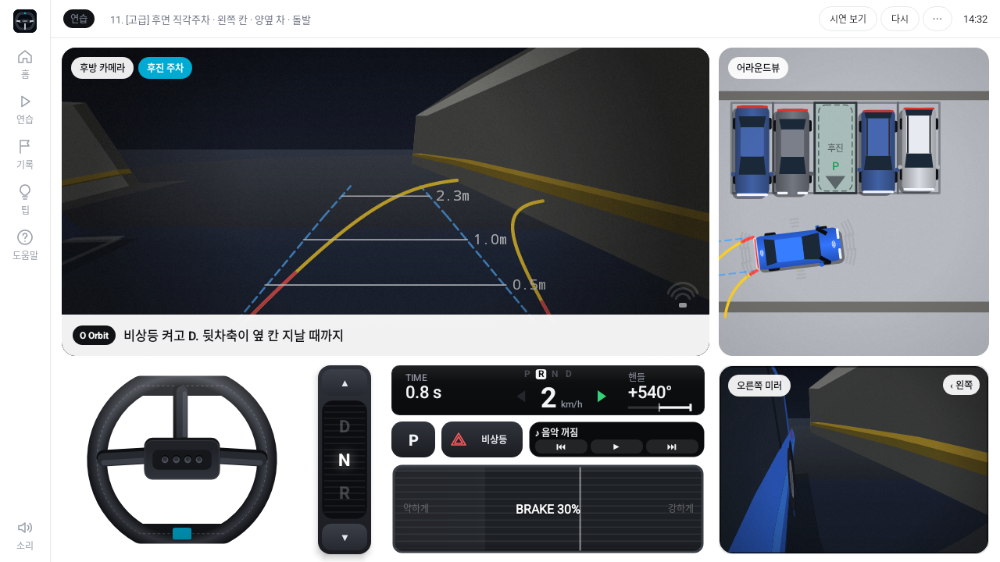 연습
11. [고급] 후면 직각주차 · 왼쪽 칸 · 양옆 차 · 돌발
시연 보기
다시
···
14:32
홈
연습
기록
팁
도움말
소리
후방 카메라
후진 주차
2.3m
1.0m
0.5m
O Orbit
비상등 켜고 D. 뒷차축이 옆 칸 지날 때까지
어라운드뷰
후진
P
D
N
R
TIME
0.8 s
P R N D
2 km/h
핸들
+540°
P
비상등
♪ 음악 꺼짐
약하게
BRAKE 30%
강하게
오른쪽 미러
‹ 왼쪽